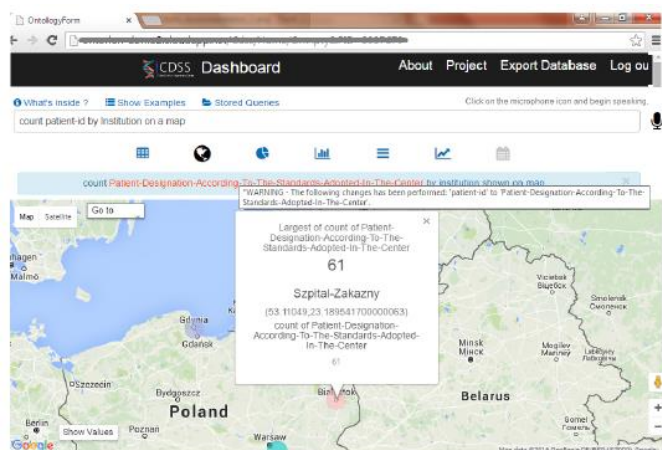 OntologyForm
CDSS Dashboard
About Project Export Database Log ou
What's inside ? Show Examples Stored Queries
Click on the microphone icon and begin speaking.
count patient-id by Institution on a map
count Patient-Designation-According-To-The-Standards-Adopted-In-The-Center by institution shown on map
"WARNING - The following changes has been performed: 'patient-id' to 'Patient-Designation-According-To-The-
Standards-Adopted-In-The-Center'.
Map Satellite
Go to
Largest of count of Patient-
Designation-According-To-The-
Standards-Adopted-In-The-Center
61
Szpital-Zakazny
(53.11049,23.189541700000063)
count of Patient-Designation-
According-To-The-Standards-Adopted-
In-The-Center
61
nhagen
Malmö
Gdynia
Gdańsk
Viciebsk
Віцебск
Smolensk
Смоленск
Minsk
Мінск
Mogilev
Belarus
Szczecin
Bydgoszcz
Poland
Berlin
Show Values
Poznań
Warsaw
Gomel
Google